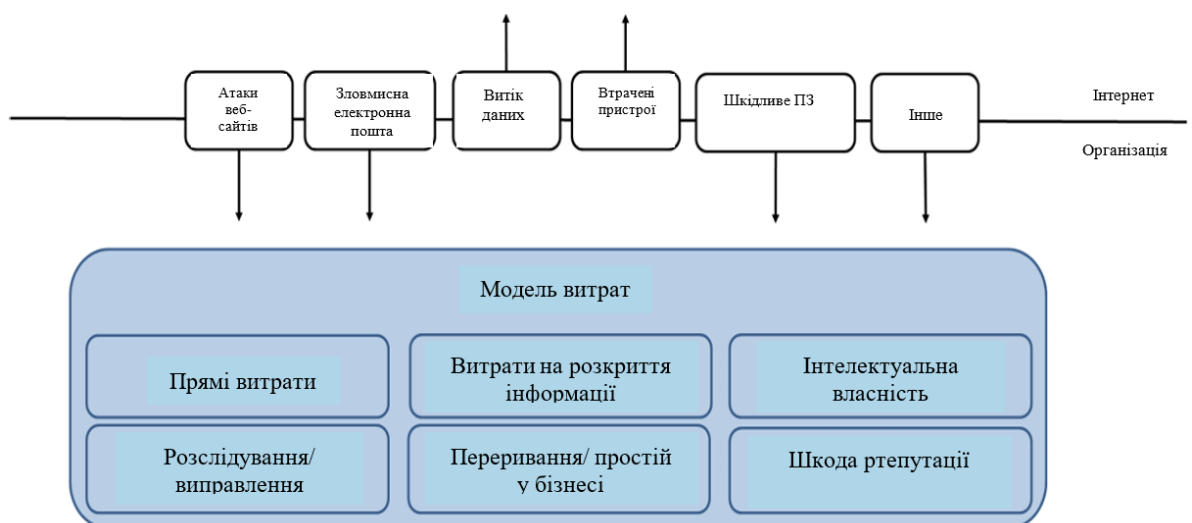 Атаки
веб-
сайтів
Зловмисна
електронна
пошта
Витік
даних
Втрачені
пристрої
Шкідливе ПЗ
Інше
Інтернет
Організація
Модель витрат
Прямі витрати
Витрати на розкриття
інформації
Інтелектуальна
власність
Розслідування/
виправлення
Переривання/ простій
у бізнесі
Шкода ртепутації